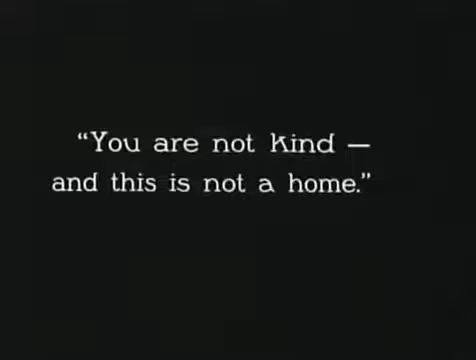 “You are not kind —
and this is not a home.”